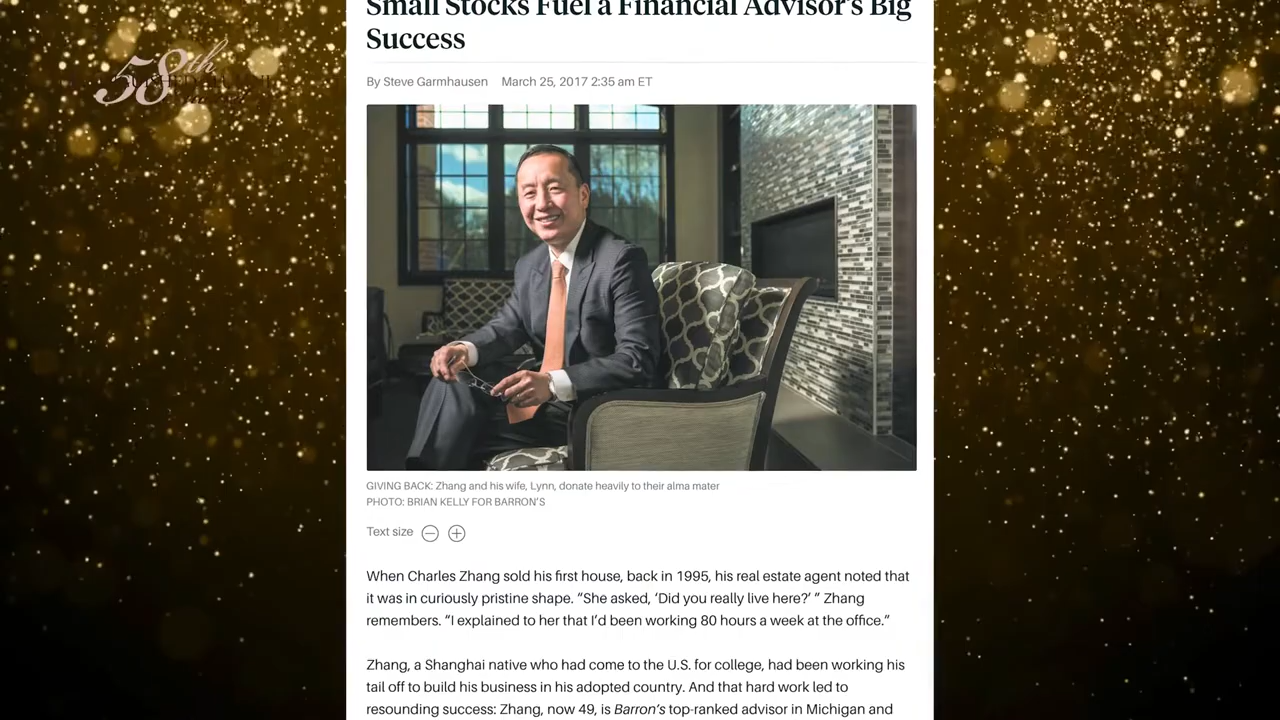 Small Stocks Fuel a Financial Advisor's Big
Success
58th
By Steve Garmhausen March 25, 2017 2:35 am ET
GIVING BACK: Zhang and his wife, Lynn, donate heavily to their alma mater
PHOTO: BRIAN KELLY FOR BARRON'S
Text size
When Charles Zhang sold his first house, back in 1995, his real estate agent noted that
it was in curiously pristine shape. “She asked, ‘Did you really live here?’ ” Zhang
remembers. “I explained to her that I’d been working 80 hours a week at the office.”
Zhang, a Shanghai native who had come to the U.S. for college, had been working his
tail off to build his business in his adopted country. And that hard work led to
resounding success: Zhang, now 49, is Barron’s top-ranked advisor in Michigan and